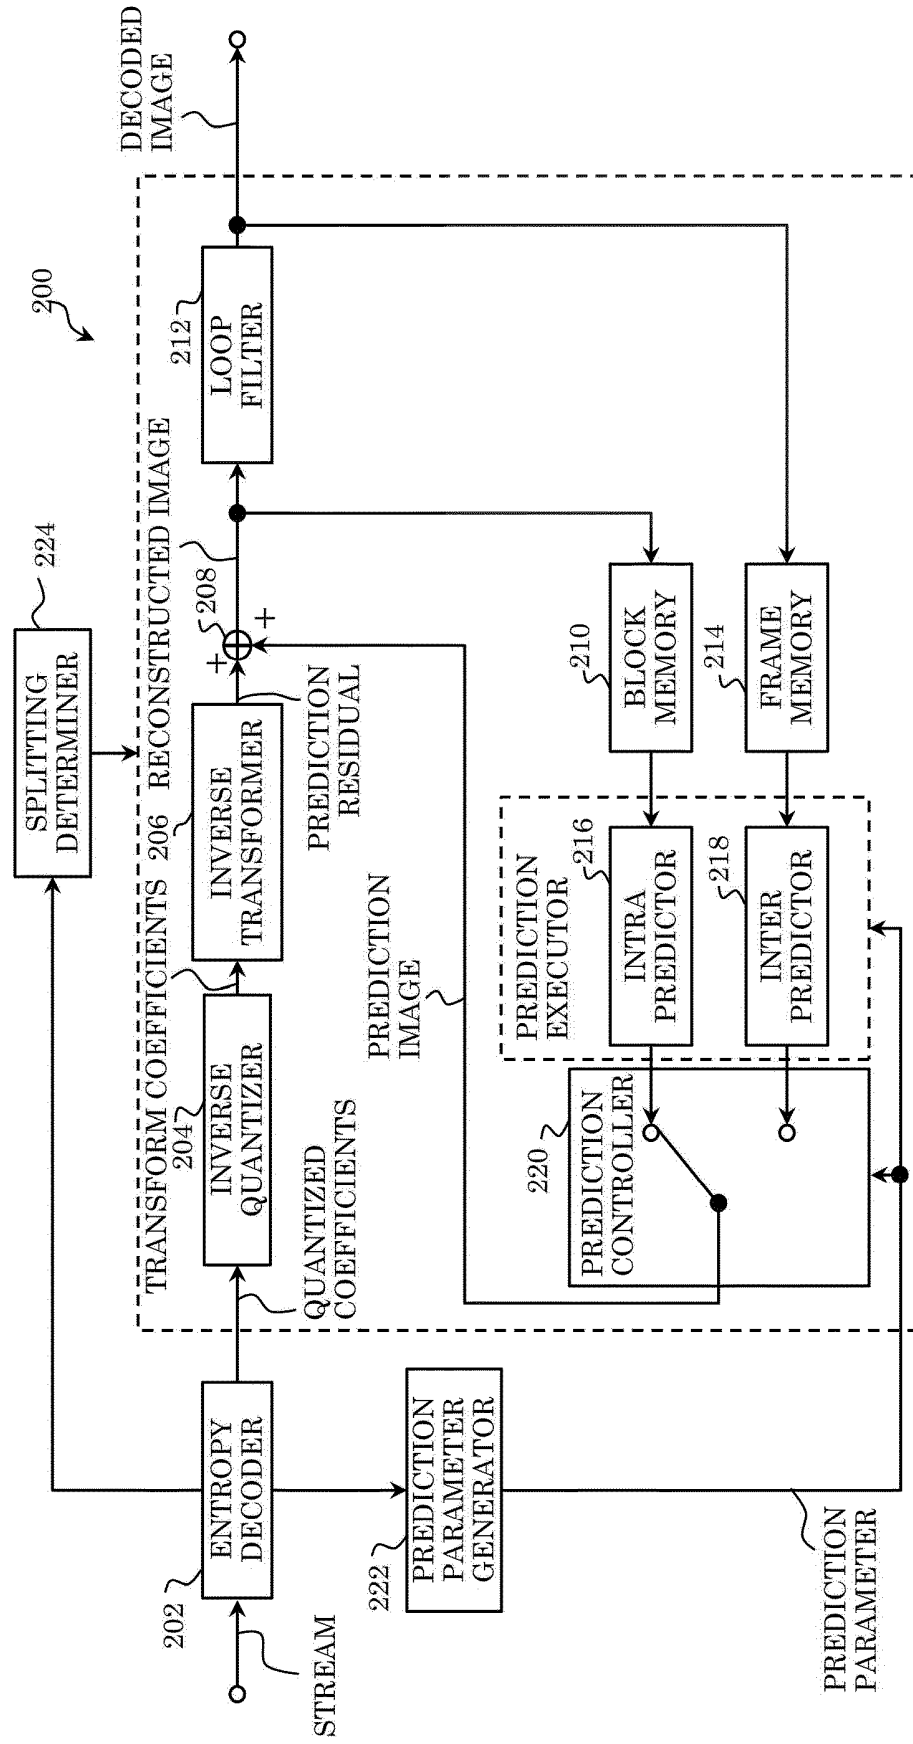 200
SPLITTING
DETERMINER
224
TRANSFORM COEFFICIENTS
206
RECONSTRUCTED IMAGE
DECODED
IMAGE
STREAM
202
ENTROPY
DECODER
QUANTIZED
COEFFICIENTS
204
INVERSE
QUANTIZER
INVERSE
TRANSFORMER
PREDICTION
RESIDUAL
+
+
208
212
LOOP
FILTER
PREDICTION
IMAGE
222
PREDICTION
PARAMETER
GENERATOR
PREDICTION
EXECUTOR
220
PREDICTION
CONTROLLER
216
INTRA
PREDICTOR
210
BLOCK
MEMORY
218
INTER
PREDICTOR
214
FRAME
MEMORY
PREDICTION
PARAMETER